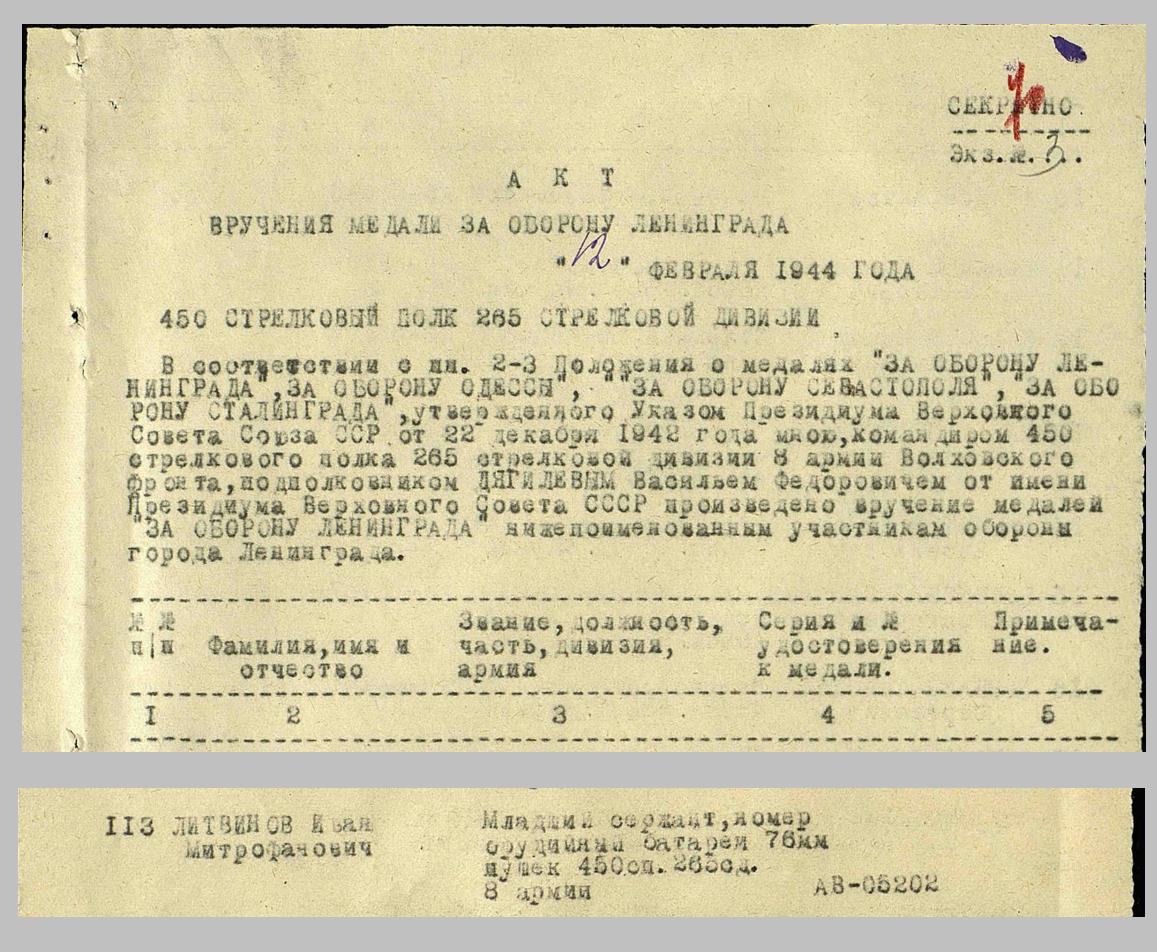 СЕКРЕТНО
Экз.№.3..
А К Т
ВРУЧЕНИЯ МЕДАЛИ ЗА ОБОРОНУ ЛЕНИНГРАДА
"12" ФЕВРАЛЯ 1944 ГОДА
450 СТРЕЛКОВЫЙ ПОЛК 265 СТРЕЛКОВОЙ ДИВИЗИИ
В соответствии с пп. 2-3 Положения о медалях "ЗА ОБОРОНУ ЛЕ-
НИНГРАДА",ЗА ОБОРОНУ ОДЕССЫ", ""ЗА ОБОРОНУ СЕВАСТОПОЛЯ","ЗА ОБО
РОНУ СТАЛИНГРАДА",утвержденного Указом Президиума Верховного
Совета Союза ССР от 22 декабря 1942 года мною,командиром 450
стрелкового полка 265 стрелковой дивизии 8 армии Волховского
фронта,подполковником ДЯГИЛЕВЫМ Васильем Федоровичем от имени
Президиума Верховного Совета СССР произведено вручение медалей
"ЗА ОБОРОНУ ЛЕНИНГРАДА" нижепоименованным участникам обороны
города Ленинграда.
№ № Звание,должность, Серия и № Примеча-
п|п Фамилия,имя и часть,дивизия, удостоверения ние.
отчество армия к медали.
I 2 3 4 5
II3 ЛИТВИНОВ Иван Младший сержант,номер
Митрофанович орудийный батареи 76мм
пушек 450сп.265сд.
8 армии АВ-05202